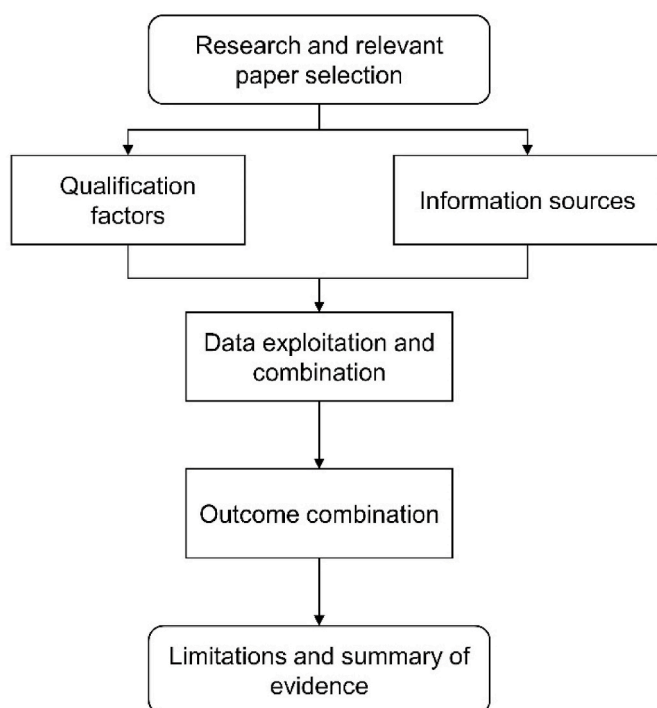 Research and relevant
paper selection
Qualification
factors
Information sources
Data exploitation and
combination
Outcome combination
Limitations and summary of
evidence